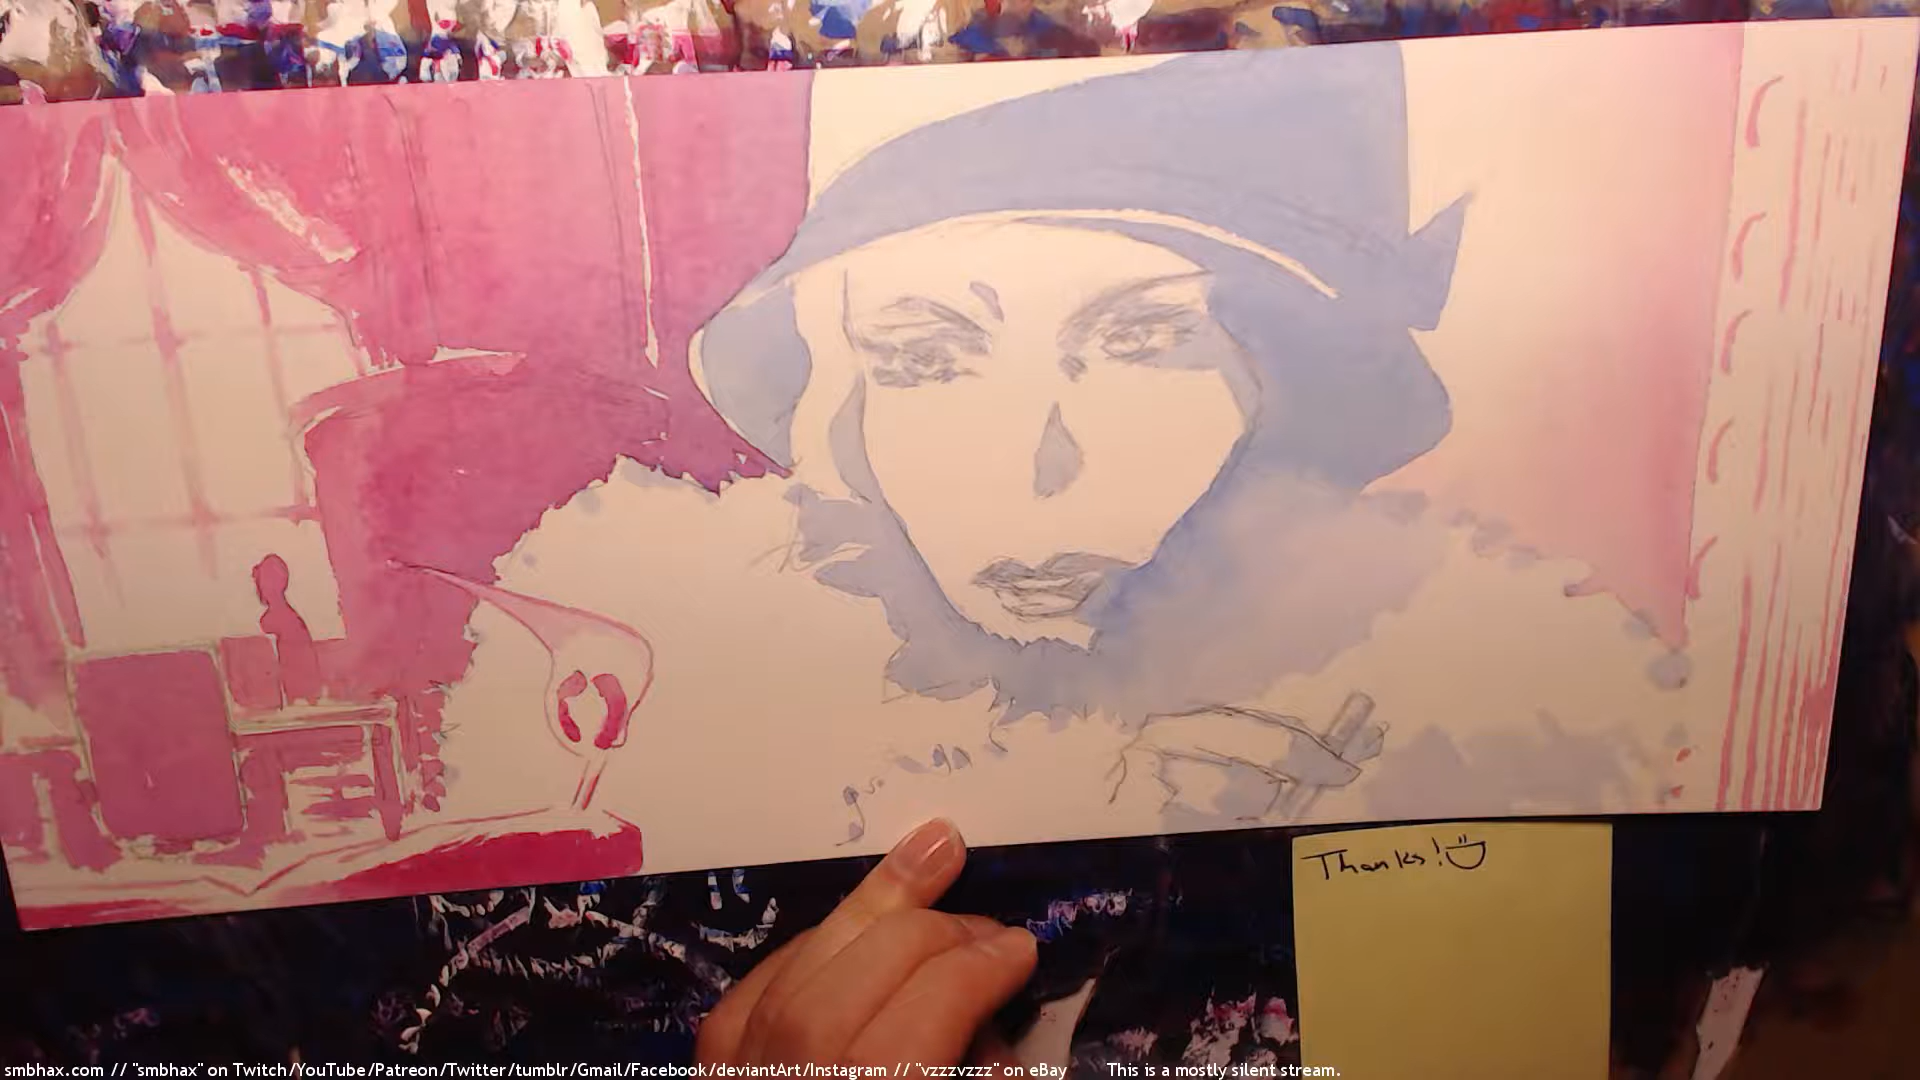 Thanks!
smbhax.com // "smbhax" on Twitch/YouTube/Patreon/Twitter/tumblr/Gmail/Facebook/deviantArt/Instagram // "vzzzvzzz" on eBay This is a mostly silent stream.